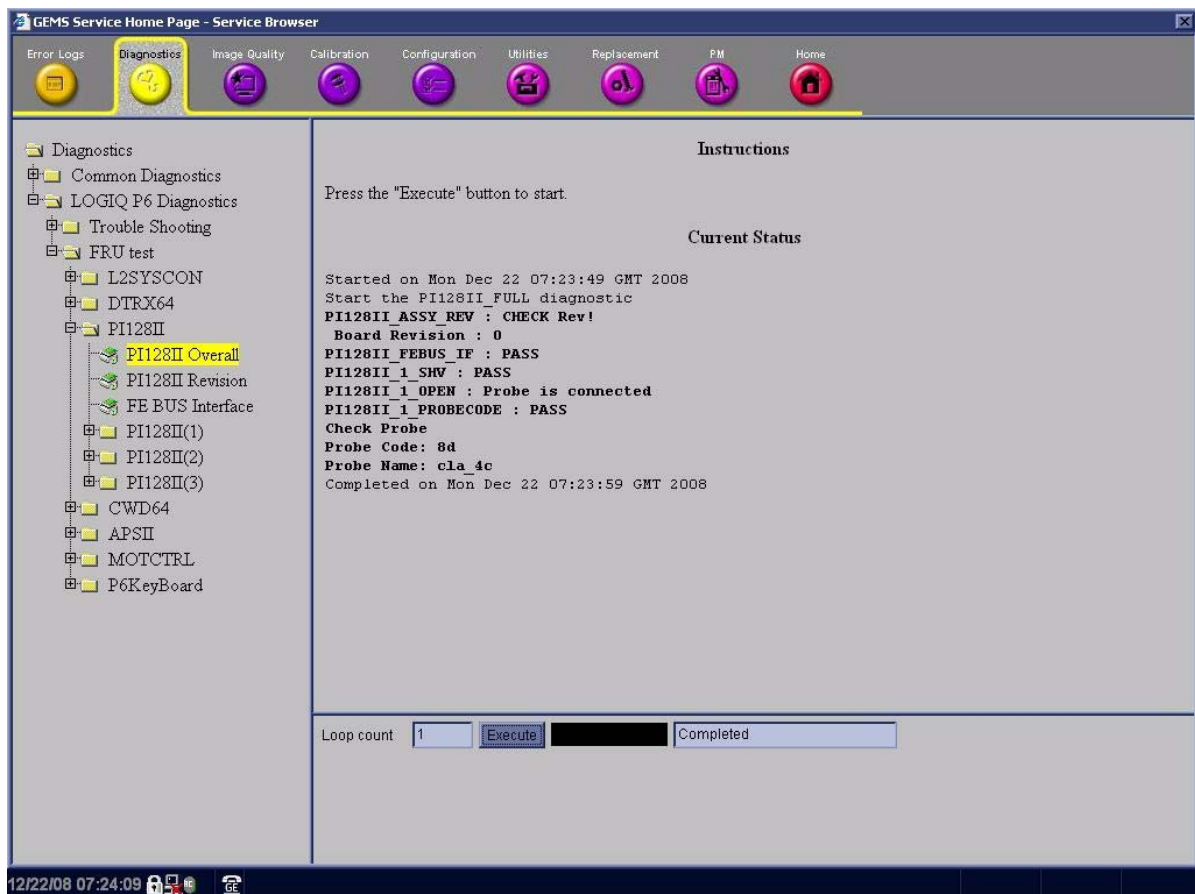 GEMS Service Home Page - Service Browser
Error Logs Diagnostics Image Quality Calibration Configuration Utilities Replacement PM Home
Diagnostics
Common Diagnostics
LOGIQ P6 Diagnostics
Trouble Shooting
FRU test
L2SYSCON
DTRX64
PI128II
PI128II Overall
PI128II Revision
FE BUS Interface
PI128II(1)
PI128II(2)
PI128II(3)
CWD64
APSII
MOTCTRL
P6KeyBoard
Instructions
Press the "Execute" button to start.
Current Status
Started on Mon Dec 22 07:23:49 GMT 2008
Start the PI128II_FULL diagnostic
PI128II_ASSY_REV : CHECK Rev!
Board Revision : 0
PI128II_FEBUS_IF : PASS
PI128II_1_SHV : PASS
PI128II_1_OPEN : Probe is connected
PI128II_1_PROBECODE : PASS
Check Probe
Probe Code: 8d
Probe Name: cla_4c
Completed on Mon Dec 22 07:23:59 GMT 2008
Loop count 1 Execute Completed
12/22/08 07:24:09 GE